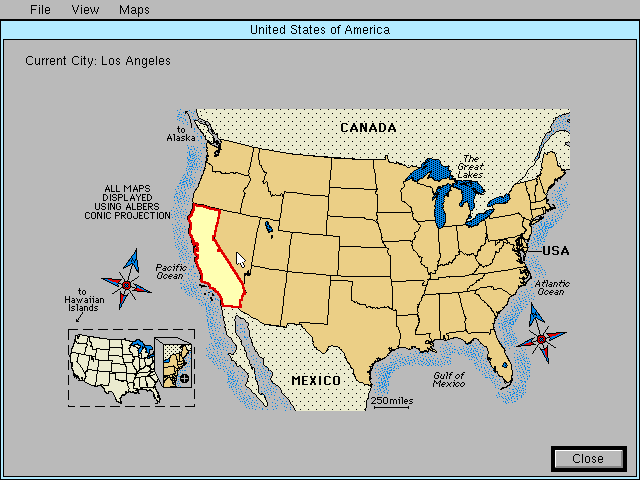 File View Maps
United States of America
Current City: Los Angeles
to
Alaska
CANADA
The
Great
Lakes
ALL MAPS
DISPLAYED
USING ALBERS
CONIC PROJECTION
USA
Pacific
Ocean
Atlantic
Ocean
to
Hawaiian
Islands
MEXICO
Gulf of
Mexico
250miles
Close